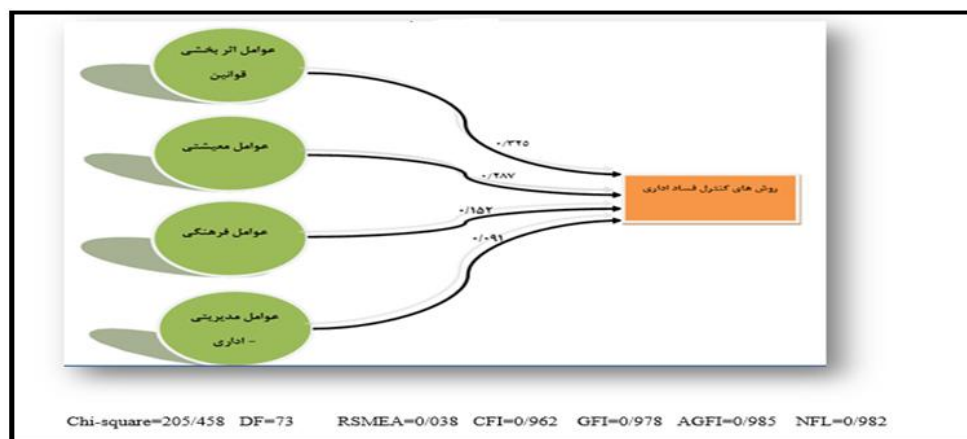 عوامل اثر بخشی
قوانین
عوامل معیشتی
عوامل فرهنگی
عوامل مدیریتی
- اداری
۰/۳۲۵
۰/۲۸۷
۰/۱۵۲
۰/۰۹۱
روش های کنترل فساد اداری
Chi-square=205/458 DF=73 RSMEA=0/038 CFI=0/962 GFI=0/978 AGFI=0/985 NFL=0/982